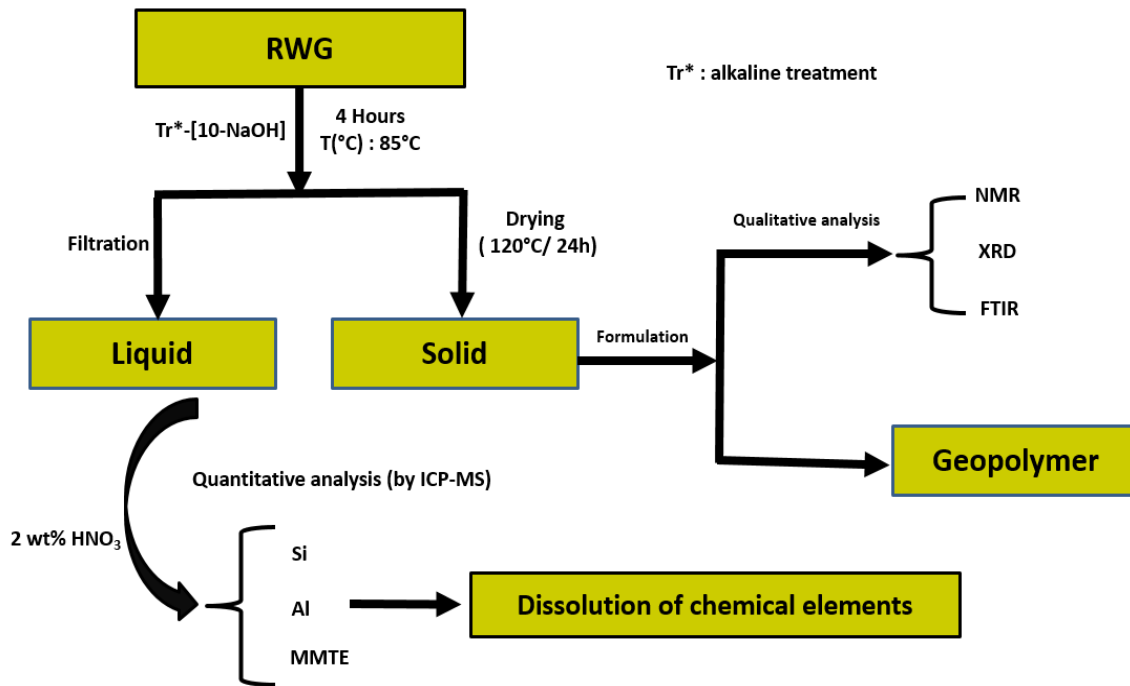 RWG
Tr* : alkaline treatment
Tr*-[10-NaOH]
4 Hours
T(°C) : 85°C
Filtration
Drying
( 120°C/ 24h)
Qualitative analysis
NMR
XRD
FTIR
Liquid
Solid
Formulation
Geopolymer
Quantitative analysis (by ICP-MS)
2 wt% HNO₃
Si
Al
MMTE
Dissolution of chemical elements